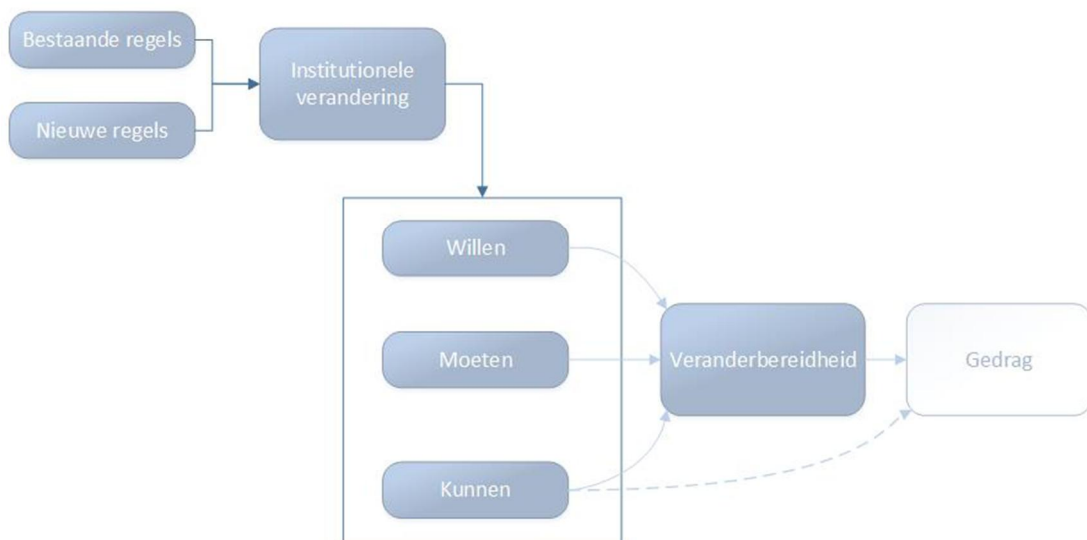 Bestaande regels
Nieuwe regels
Institutionele
verandering
Willen
Moeten
Kunnen
Veranderbereidheid
Gedrag